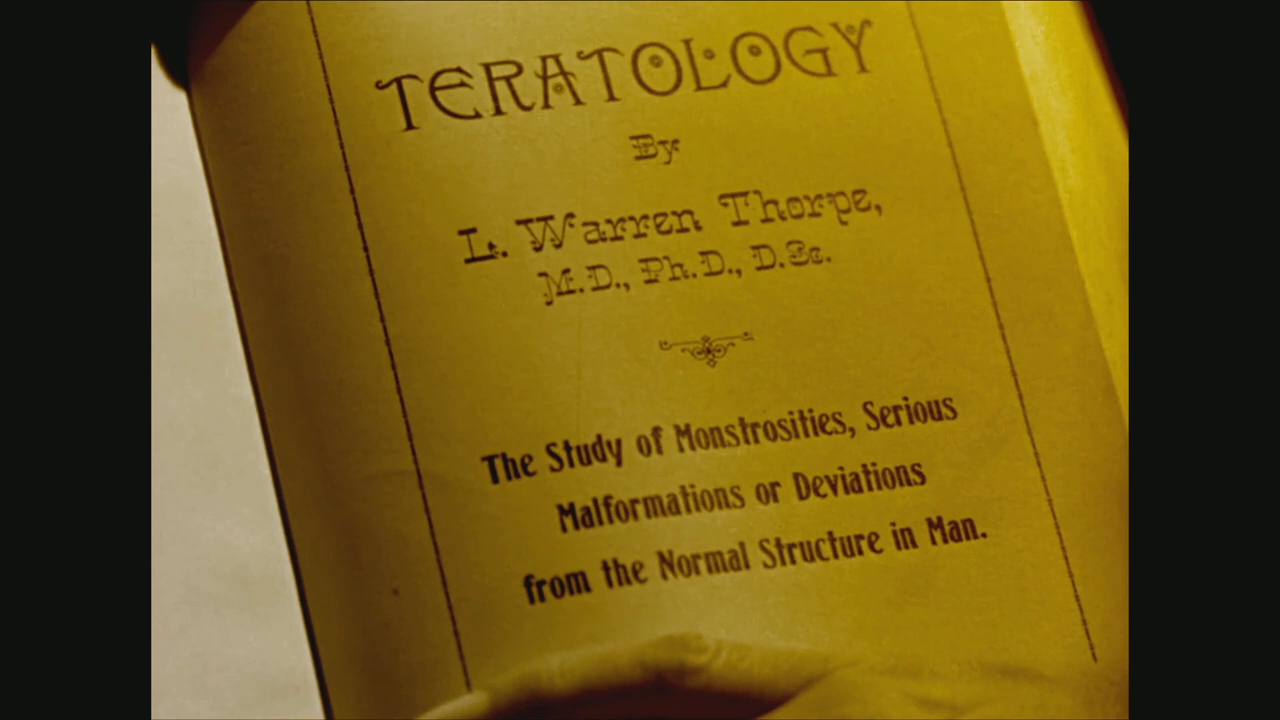 TERATOLOGY
By
L. Warren Thorpe,
M.D., Ph.D., D.Sc.
The Study of Monstrosities, Serious
Malformations or Deviations
from the Normal Structure in Man.